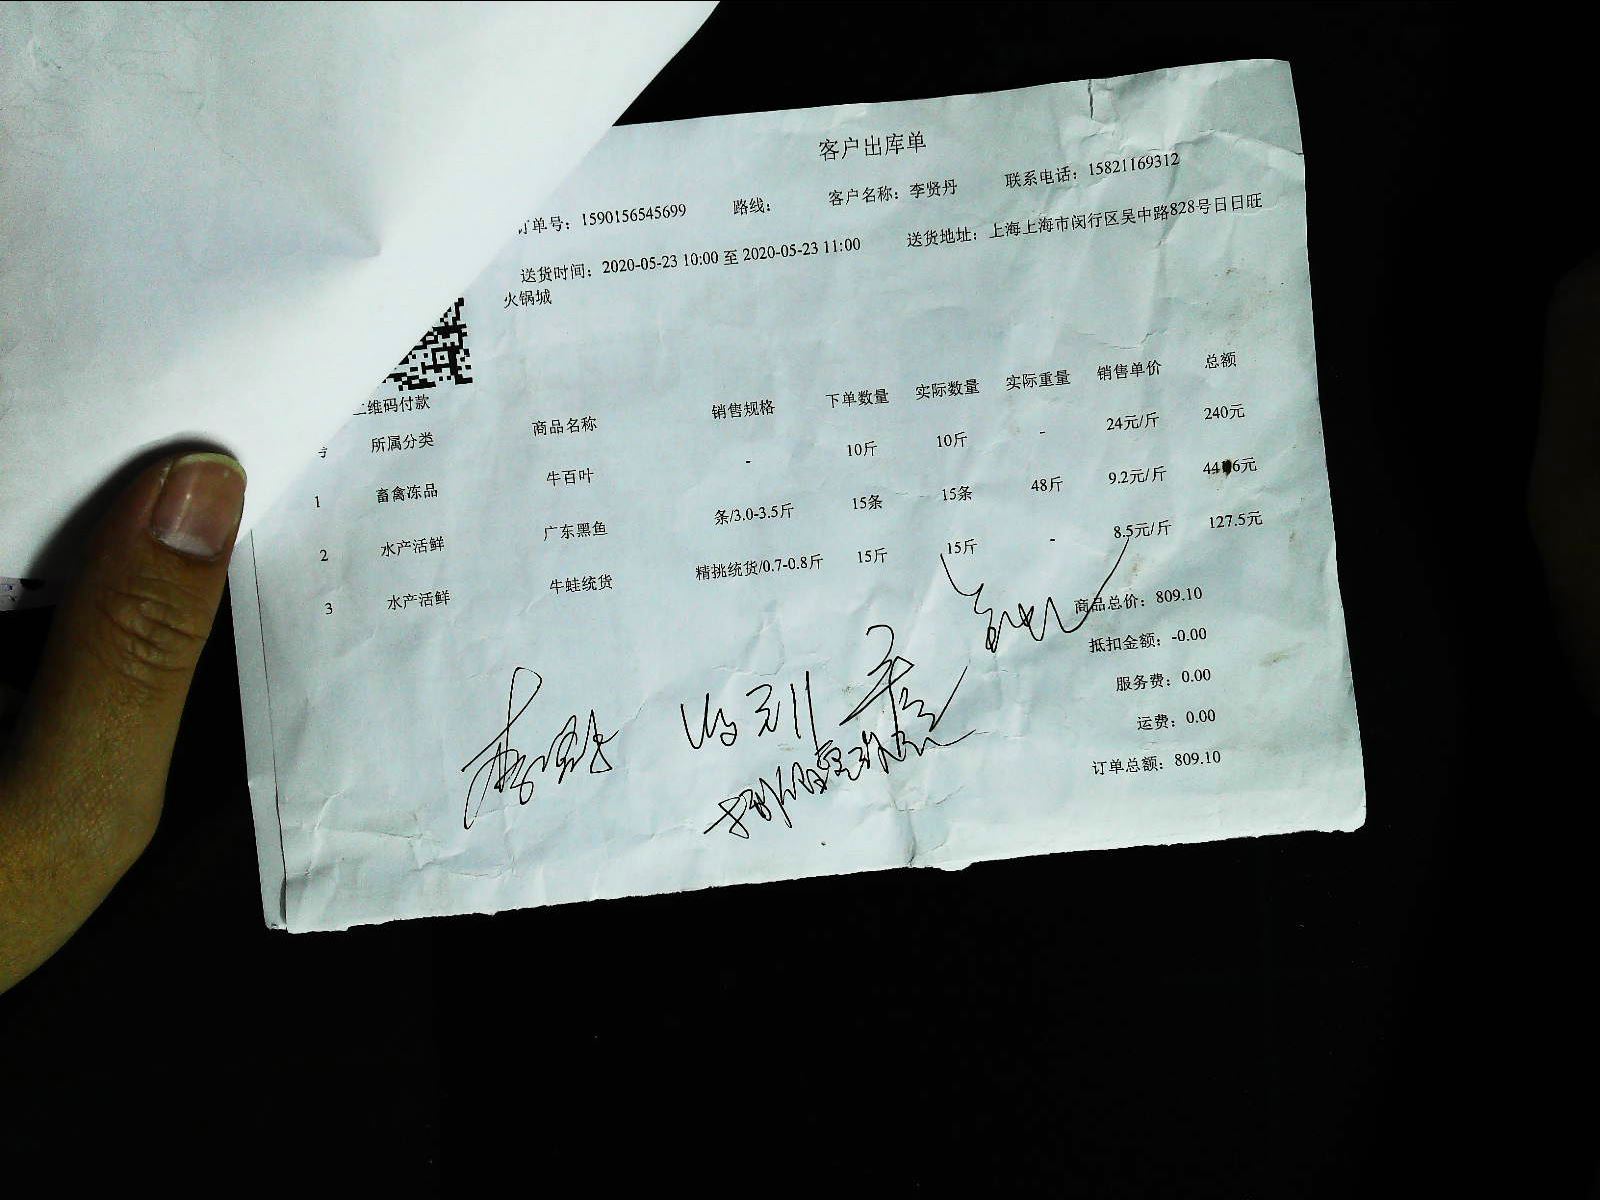 客户出库单
订单号：1590156545699 路线： 客户名称：李贤丹 联系电话：15821169312
送货时间：2020-05-23 10:00 至 2020-05-23 11:00 送货地址：上海上海市闵行区吴中路828号日日旺
火锅城
二维码付款
号 所属分类 商品名称 销售规格 下单数量 实际数量 实际重量 销售单价 总额
1 畜禽冻品 牛百叶 - 10斤 10斤 - 24元/斤 240元
2 水产活鲜 广东黑鱼 条/3.0-3.5斤 15条 15条 48斤 9.2元/斤 44 6元
3 水产活鲜 牛蛙统货 精挑统货/0.7-0.8斤 15斤 15斤 - 8.5元/斤 127.5元
商品总价：809.10
抵扣金额：-0.00
服务费：0.00
运费：0.00
订单总额：809.10
收到